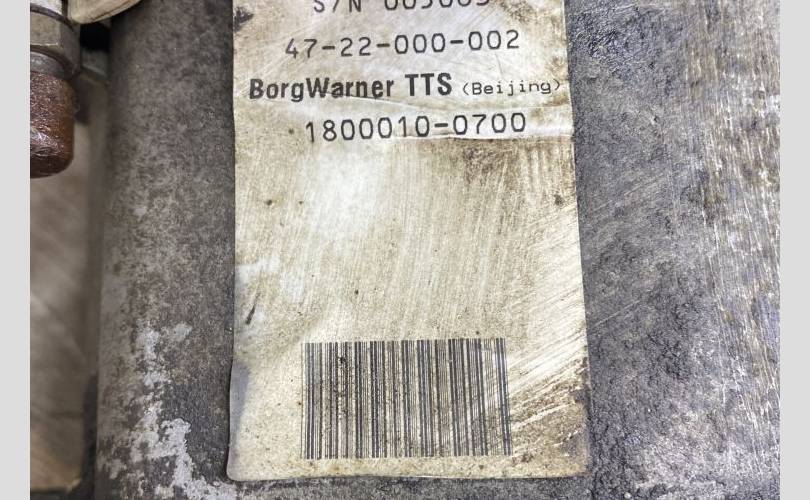 S/N
47-22-000-002
BorgWarner TTS (Beijing)
1800010-0700